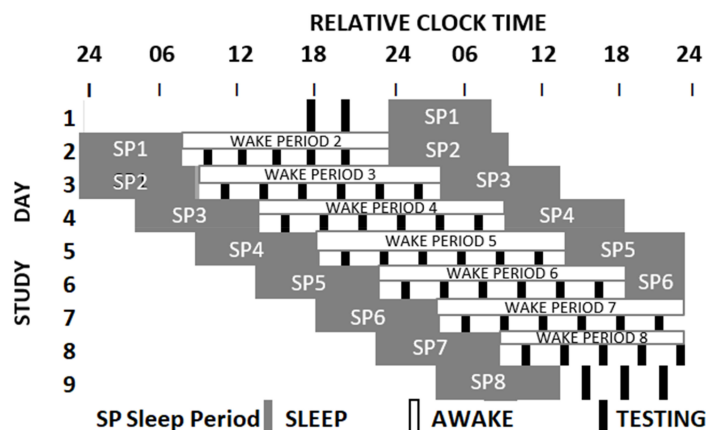 RELATIVE CLOCK TIME
24 06 12 18 24 06 12 18 24
STUDY DAY
1 SP1
2 SP1 WAKE PERIOD 2 SP2
3 SP2 WAKE PERIOD 3 SP3
4 SP3 WAKE PERIOD 4 SP4
5 SP4 WAKE PERIOD 5 SP5
6 SP5 WAKE PERIOD 6 SP6
7 SP6 WAKE PERIOD 7
8 SP7 WAKE PERIOD 8
9 SP8
SP Sleep Period SLEEP AWAKE TESTING